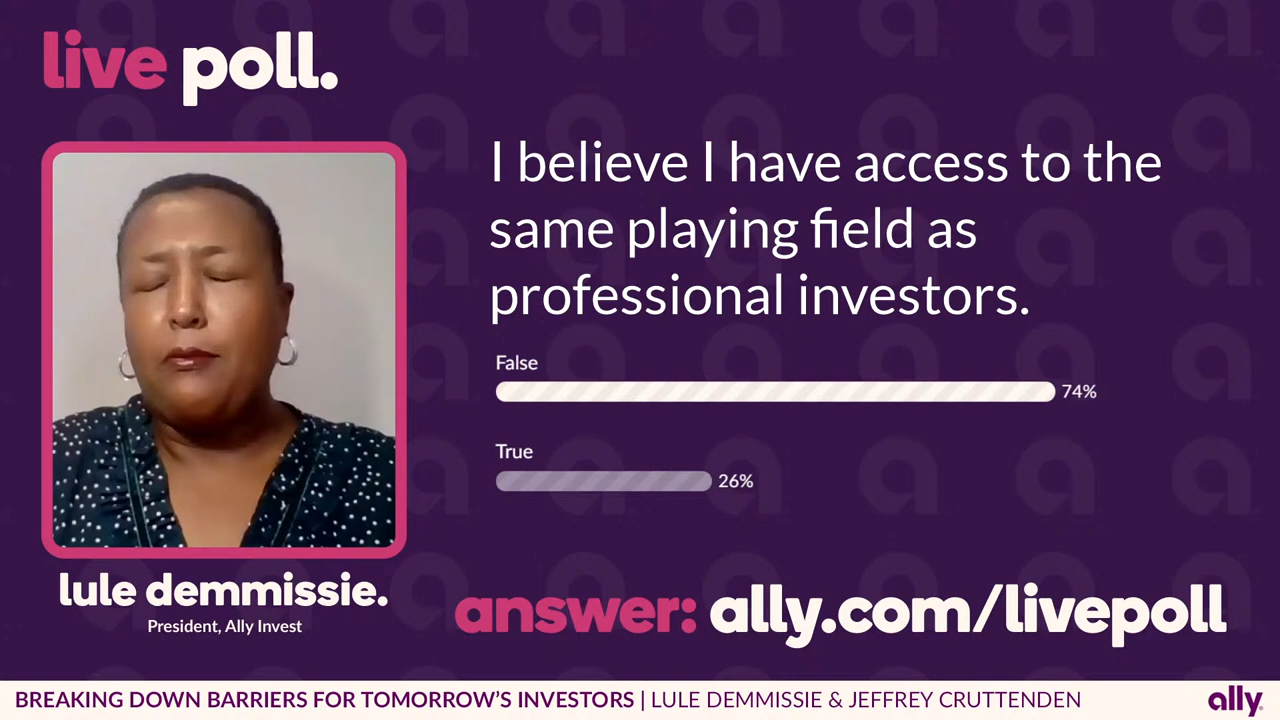 live poll.
I believe I have access to the
same playing field as
professional investors.
False
74%
True
26%
lule demmissie.
President, Ally Invest
answer: ally.com/livepoll
BREAKING DOWN BARRIERS FOR TOMORROW'S INVESTORS | LULE DEMMISSIE & JEFFREY CRUTTENDEN
ally.